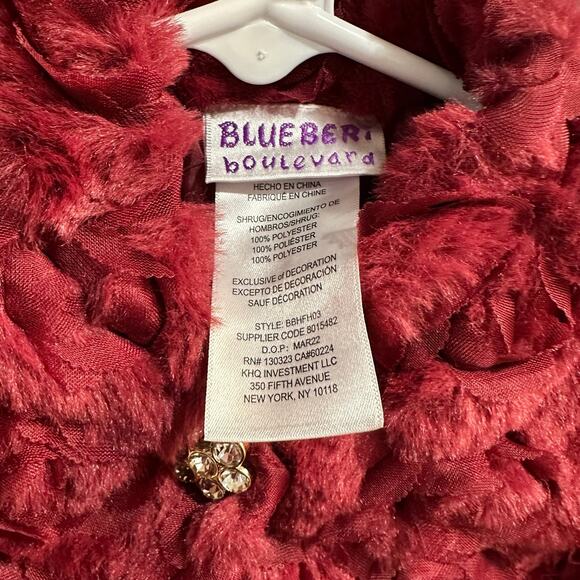 BLUEBERI
boulevard
HECHO EN CHINA
FABRIQUÉ EN CHINE
SHRUG/ENCOGIMIENTO DE
HOMBROS/SHRUG:
100% POLYESTER
100% POLIÉSTER
100% POLYESTER
EXCLUSIVE of DECORATION
EXCEPTO DE DECORACIÓN
SAUF DÉCORATION
STYLE: BBHFH03
SUPPLIER CODE 8015482
D.O.P: MAR22
RN# 130323 CA#60224
KHQ INVESTMENT LLC
350 FIFTH AVENUE
NEW YORK, NY 10118